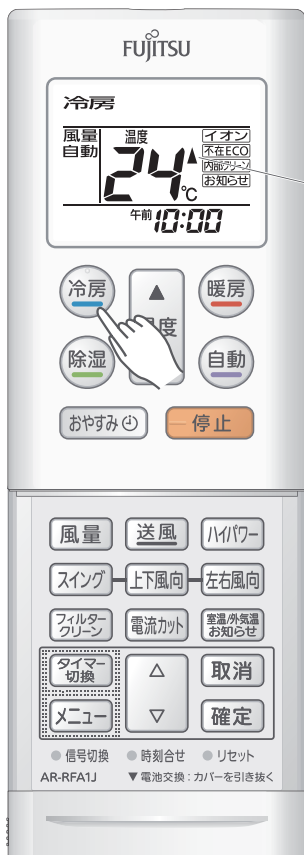 FUJITSU
冷房
風量 温度 イオン
自動 24▲℃ 不在ECO
内部クリーン
お知らせ
午前 10:00
冷房 ▲ 暖房
度
除湿 自動
おやすみ 停止
風量 送風 ハイパワー
スイング 上下風向 左右風向
フィルタークリーン 電流カット 室温/外気温お知らせ
タイマー切換 △ 取消
メニュー ▽ 確定
信号切換 時刻合せ リセット
AR-RFA1J ▼電池交換:カバーを引き抜く